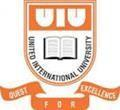 UIU
UNITED INTERNATIONAL UNIVERSITY
QUEST FOR EXCELLENCE